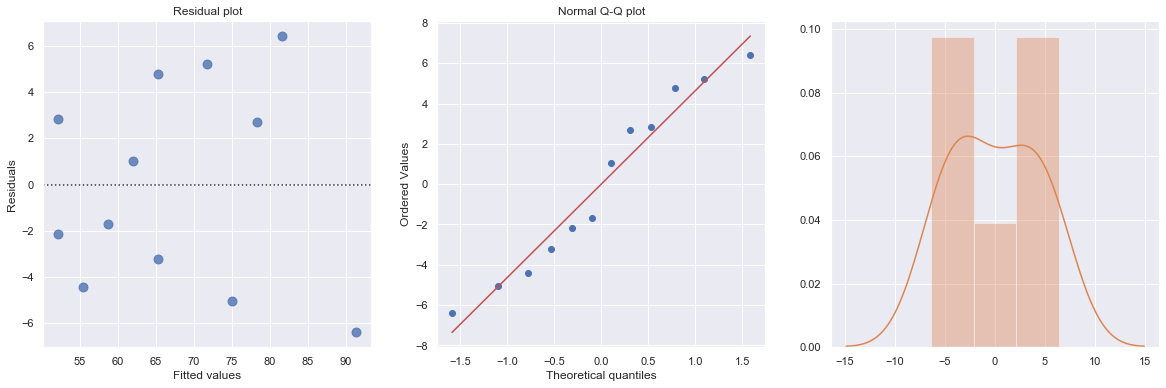 Residual plot
Residuals
6
4
2
0
−2
−4
−6
55 60 65 70 75 80 85 90
Fitted values
Normal Q-Q plot
Ordered Values
8
6
4
2
0
−2
−4
−6
−8
−1.5 −1.0 −0.5 0.0 0.5 1.0 1.5
Theoretical quantiles
0.10
0.08
0.06
0.04
0.02
0.00
−15 −10 −5 0 5 10 15